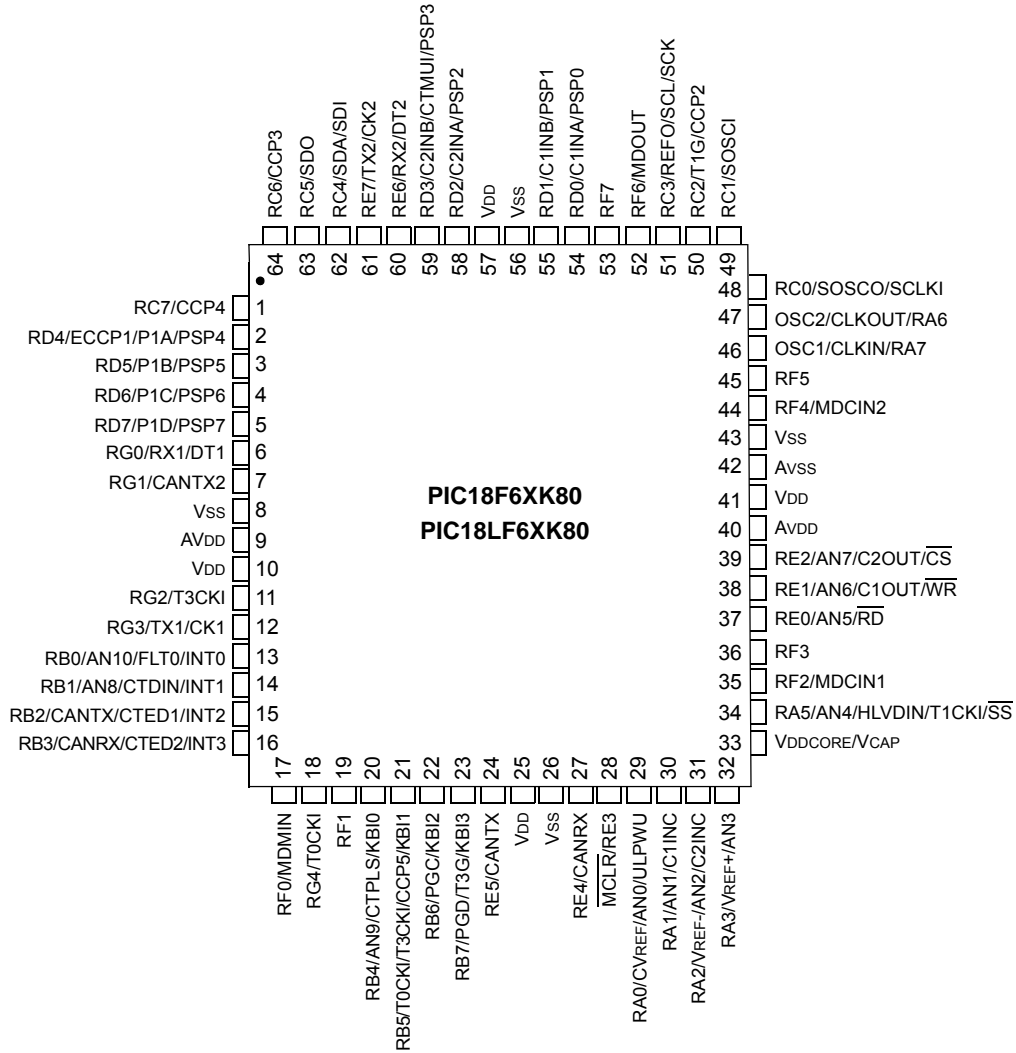 RC6/CCP3
RC5/SDO
RC4/SDA/SDI
RE7/TX2/CK2
RE6/RX2/DT2
RD3/C2INB/CTMUI/PSP3
RD2/C2INA/PSP2
VDD
VSS
RD1/C1INB/PSP1
RD0/C1INA/PSP0
RF7
RF6/MDOUT
RC3/REFO/SCL/SCK
RC2/T1G/CCP2
RC1/SOSCI
64 63 62 61 60 59 58 57 56 55 54 53 52 51 50 49
RC7/CCP4 1
RD4/ECCP1/P1A/PSP4 2
RD5/P1B/PSP5 3
RD6/P1C/PSP6 4
RD7/P1D/PSP7 5
RG0/RX1/DT1 6
RG1/CANTX2 7
VSS 8
AVDD 9
VDD 10
RG2/T3CKI 11
RG3/TX1/CK1 12
RB0/AN10/FLT0/INT0 13
RB1/AN8/CTDIN/INT1 14
RB2/CANTX/CTED1/INT2 15
RB3/CANRX/CTED2/INT3 16
PIC18F6XK80
PIC18LF6XK80
48 RC0/SOSCO/SCLKI
47 OSC2/CLKOUT/RA6
46 OSC1/CLKIN/RA7
45 RF5
44 RF4/MDCIN2
43 VSS
42 AVSS
41 VDD
40 AVDD
39 RE2/AN7/C2OUT/CS
38 RE1/AN6/C1OUT/WR
37 RE0/AN5/RD
36 RF3
35 RF2/MDCIN1
34 RA5/AN4/HLVDIN/T1CKI/SS
33 VDDCORE/VCAP
17 18 19 20 21 22 23 24 25 26 27 28 29 30 31 32
RF0/MDMIN
RG4/T0CKI
RF1
RB4/AN9/CTPLS/KBI0
RB5/T0CKI/T3CKI/CCP5/KBI1
RB6/PGC/KBI2
RB7/PGD/T3G/KBI3
RE5/CANTX
VDD
VSS
RE4/CANRX
MCLR/RE3
RA0/CVREF/AN0/ULPWU
RA1/AN1/C1INC
RA2/VREF-/AN2/C2INC
RA3/VREF+/AN3